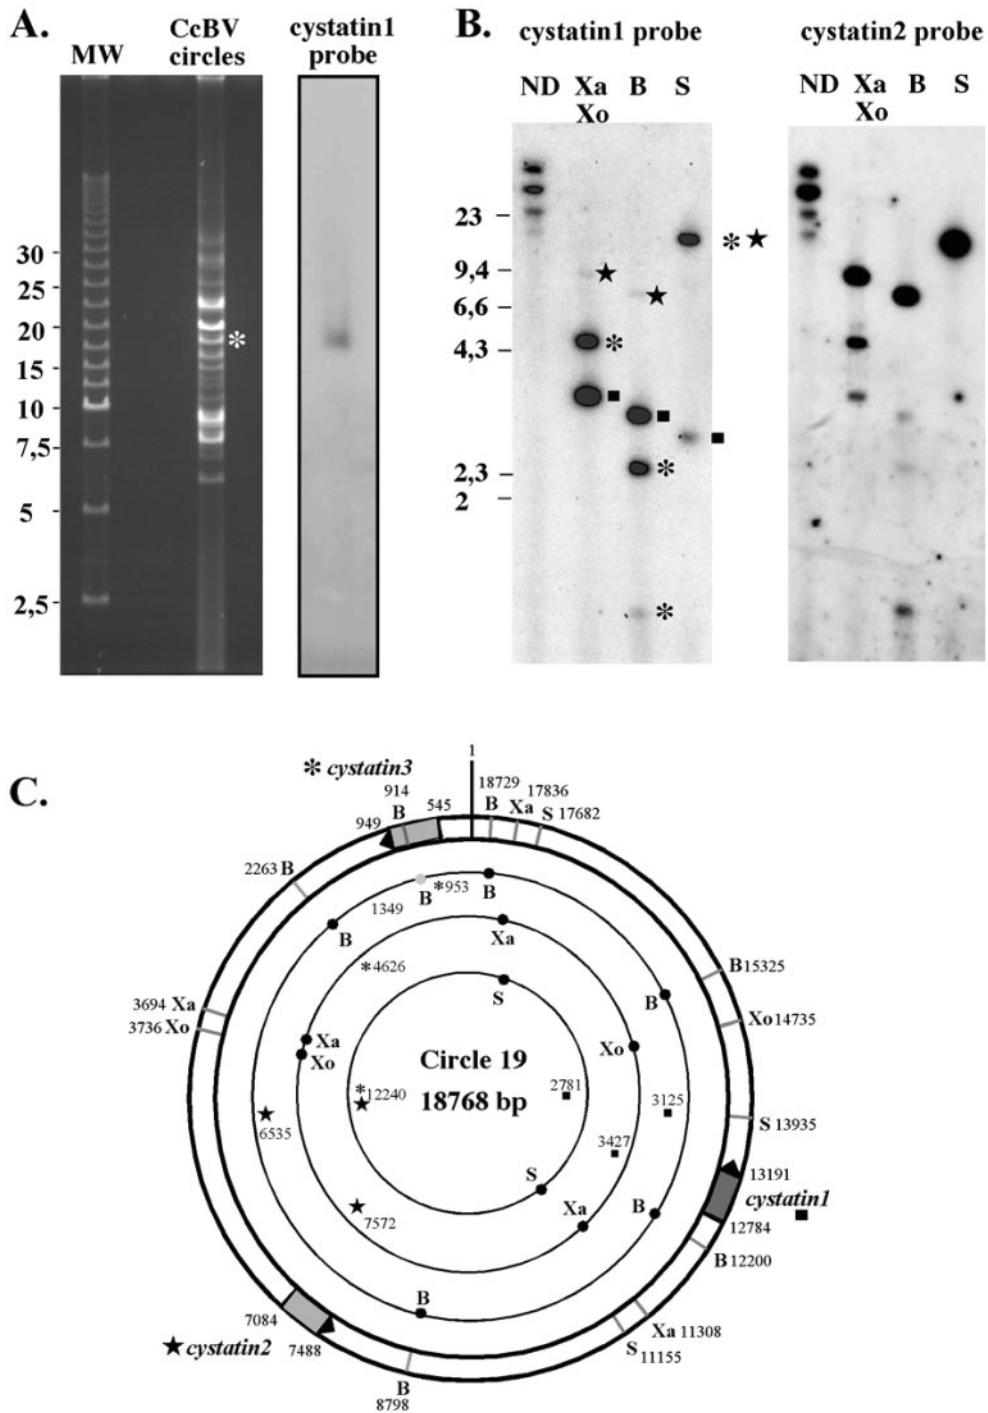 A.
MW
CcBV
circles
cystatin1
probe
30
25
20
*
15
10
7,5
5
2,5
B.
cystatin1 probe
ND Xa B S
Xo
23
9,4
6,6
4,3
2,3
2
* ★
★
★
*
■
■
■
*
*
cystatin2 probe
ND Xa B S
Xo
C.
* cystatin3
1
914
B
545
949
18729
B
17836
Xa
S 17682
2263 B
B 15325
3694 Xa
3736 Xo
Xo 14735
S 13935
13191
cystatin1
■
12784
B 12200
Xa 11308
S 11155
B
8798
7084
7488
★ cystatin2
1349
B
*953
B
B
B
B
B
★
6535
3125
■
Xa
*4626
Xa
Xo
Xo
3427
■
Xa
★
7572
S
*
12240
★
2781
■
S
Circle 19
18768 bp